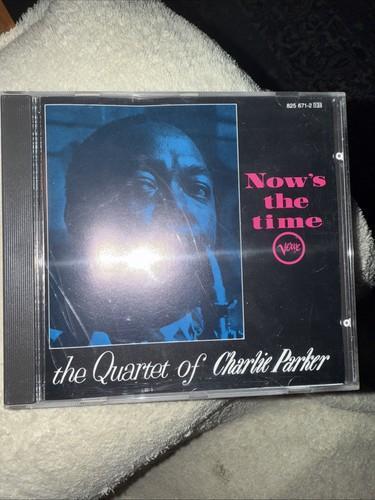 825 671-2
Now's
the
time
Verve
the Quartet of Charlie Parker